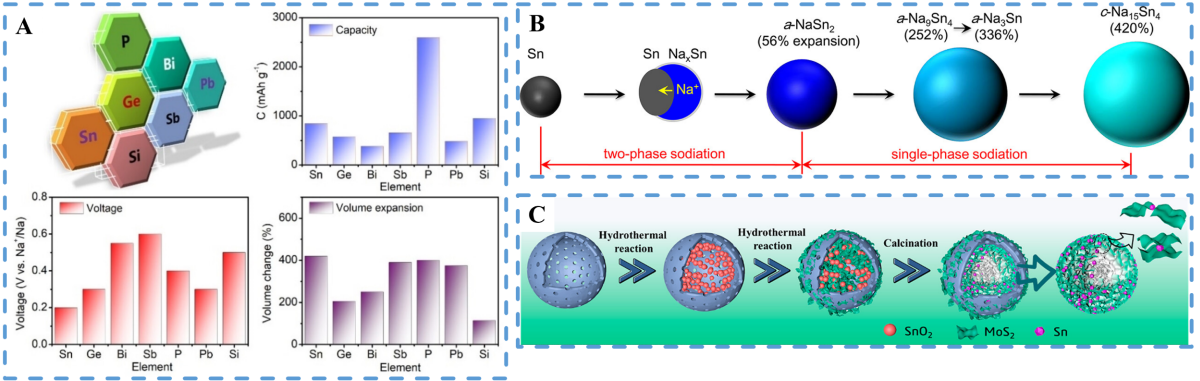 A
P
Bi
Pb
Ge
Sn
Sb
Si
Capacity
C (mAh g⁻¹)
3000
2400
1800
1200
600
0
Sn Ge Bi Sb P Pb Si
Element
Voltage
Voltage (V vs. Na⁺/Na)
0.8
0.6
0.4
0.2
0.0
Sn Ge Bi Sb P Pb Si
Element
Volume expansion
Volume change (%)
600
400
200
0
Sn Ge Bi Sb P Pb Si
Element
B
Sn
Sn NaₓSn
Na⁺
a-NaSn₂
(56% expansion)
a-Na₉Sn₄ → a-Na₃Sn
(252%) (336%)
c-Na₁₅Sn₄
(420%)
two-phase sodiation
single-phase sodiation
C
Hydrothermal
reaction
Hydrothermal
reaction
Calcination
SnO₂ MoS₂ Sn